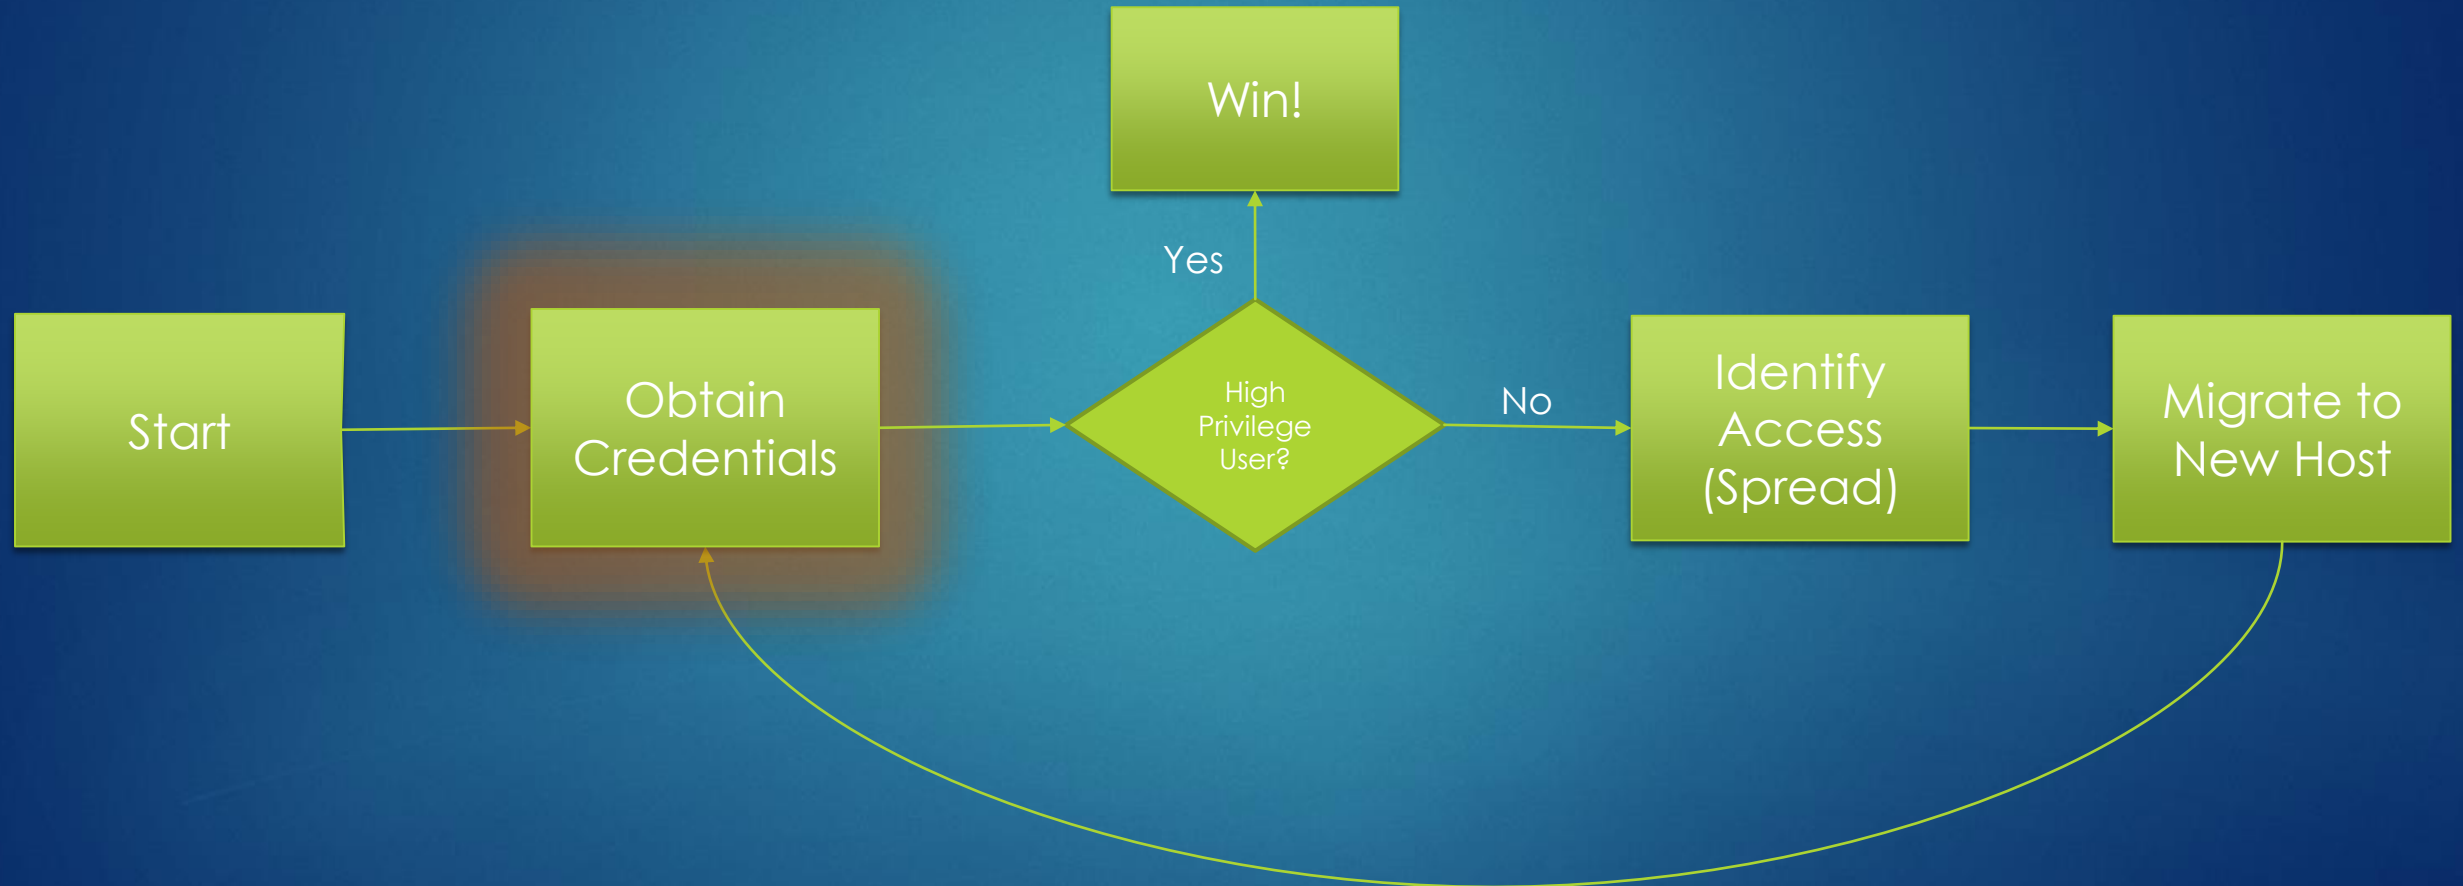 Win!
Yes
Start
Obtain
Credentials
High
Privilege
User?
No
Identify
Access
(Spread)
Migrate to
New Host